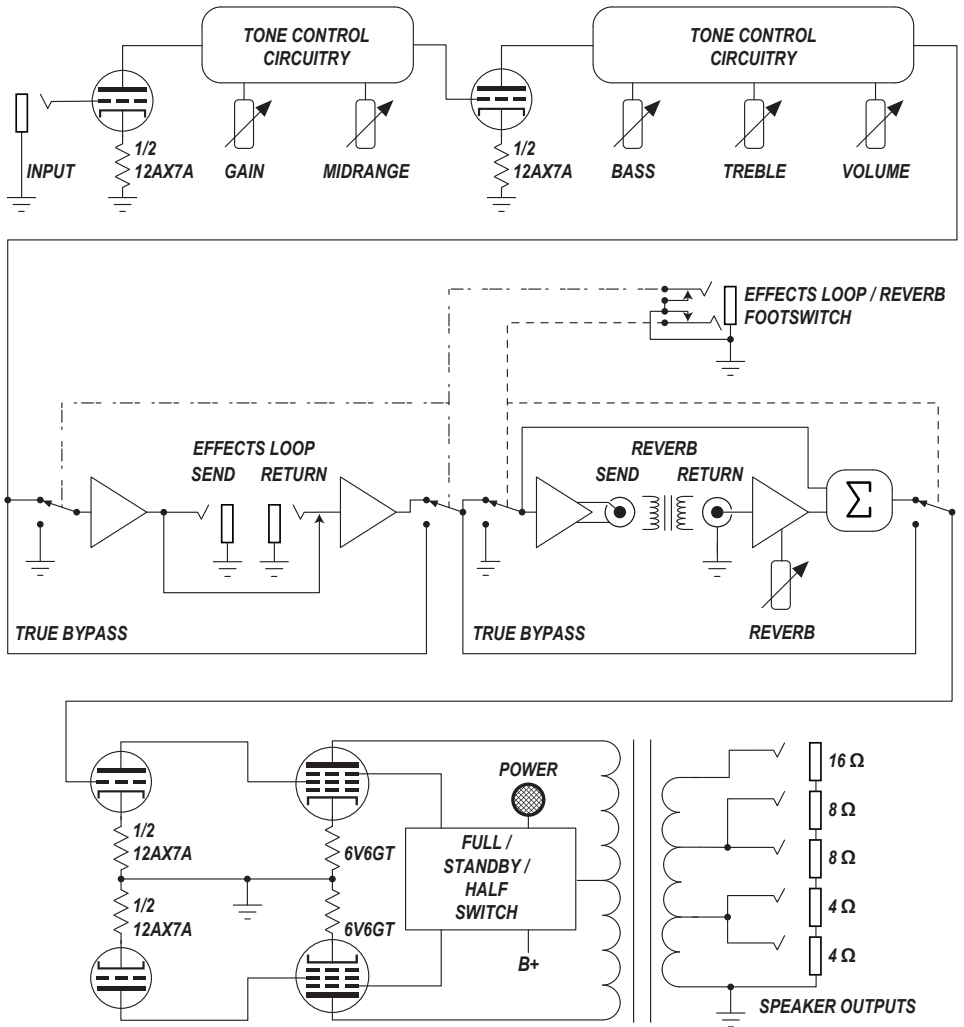 TONE CONTROL
CIRCUITRY
TONE CONTROL
CIRCUITRY
INPUT
1/2
12AX7A
GAIN
MIDRANGE
1/2
12AX7A
BASS
TREBLE
VOLUME
EFFECTS LOOP / REVERB
FOOTSWITCH
EFFECTS LOOP
SEND
RETURN
REVERB
SEND
RETURN
Σ
TRUE BYPASS
TRUE BYPASS
REVERB
1/2
12AX7A
1/2
12AX7A
6V6GT
6V6GT
POWER
FULL /
STANDBY /
HALF
SWITCH
B+
16 Ω
8 Ω
8 Ω
4 Ω
4 Ω
SPEAKER OUTPUTS